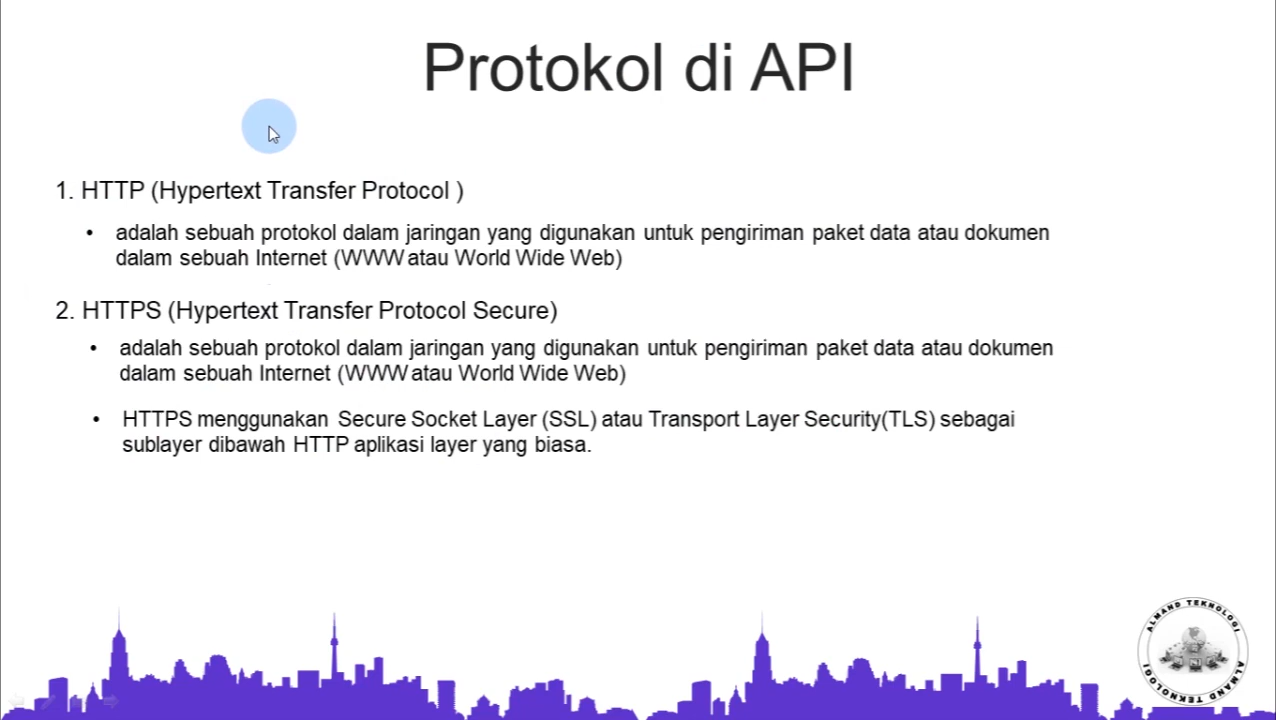 Protokol di API
1. HTTP (Hypertext Transfer Protocol )
• adalah sebuah protokol dalam jaringan yang digunakan untuk pengiriman paket data atau dokumen
dalam sebuah Internet (WWW atau World Wide Web)
2. HTTPS (Hypertext Transfer Protocol Secure)
• adalah sebuah protokol dalam jaringan yang digunakan untuk pengiriman paket data atau dokumen
dalam sebuah Internet (WWW atau World Wide Web)
• HTTPS menggunakan Secure Socket Layer (SSL) atau Transport Layer Security(TLS) sebagai
sublayer dibawah HTTP aplikasi layer yang biasa.
ALMAND TEKNOLOGI
ALMAND TEKNOLOGI